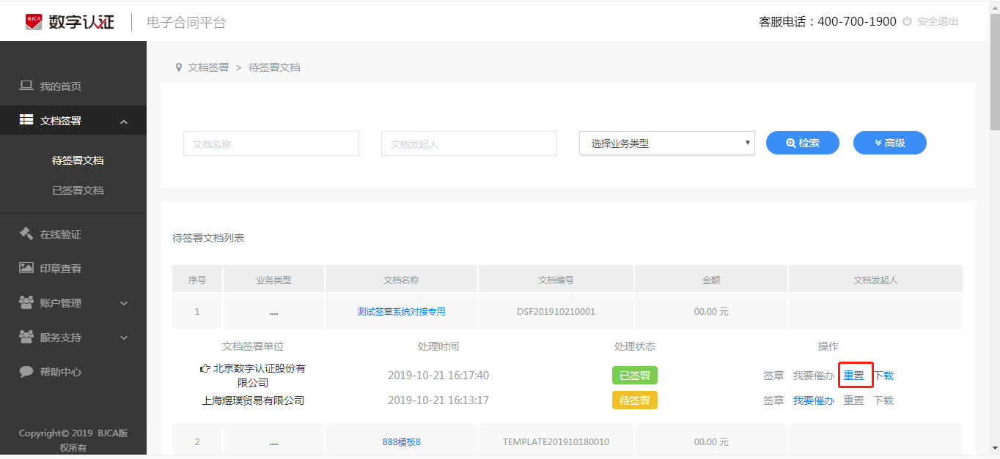 BJCA 数字认证 电子合同平台 客服电话：400-700-1900 安全退出
我的首页
文档签署
待签署文档
已签署文档
在线验证
印章查看
账户管理
服务支持
帮助中心
Copyright© 2019 BJCA版
权所有
文档签署 > 待签署文档
文档名称 文档发起人 选择业务类型 检索 高级
待签署文档列表
序号 业务类型 文档名称 文档编号 金额 文档发起人
1 .... 测试签章系统对接专用 DSF201910210001 00.00 元
文档签署单位 处理时间 处理状态 操作
北京数字认证股份有
限公司 2019-10-21 16:17:40 已签署 签章 我要催办 重置 下载
上海煜璞贸易有限公司 2019-10-21 16:13:17 待签署 签章 我要催办 重置 下载
2 .... 888模板8 TEMPLATE201910180010 00.00 元